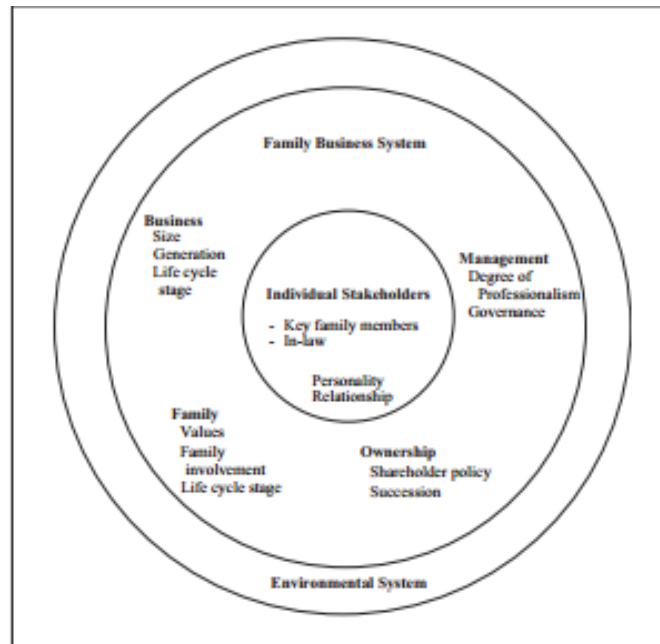 Family Business System
Business
Size
Generation
Life cycle
stage
Management
Degree of
Professionalism
Governance
Individual Stakeholders
- Key family members
- In-law
Personality
Relationship
Family
Values
Family
involvement
Life cycle stage
Ownership
Shareholder policy
Succession
Environmental System